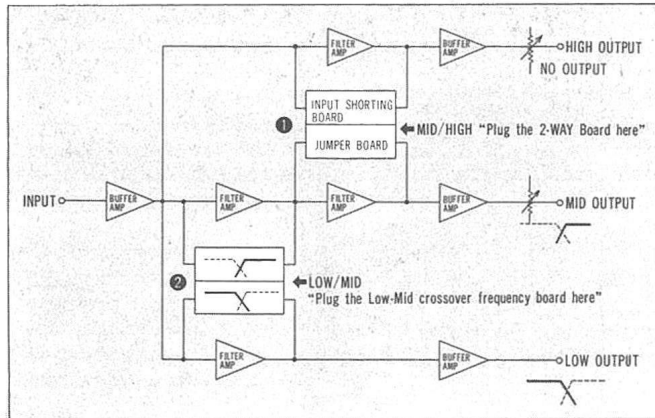 FILTER AMP
BUFFER AMP
HIGH OUTPUT
NO OUTPUT
INPUT SHORTING BOARD
1
JUMPER BOARD
MID/HIGH "Plug the 2-WAY Board here"
INPUT
BUFFER AMP
FILTER AMP
FILTER AMP
BUFFER AMP
MID OUTPUT
2
LOW/MID
"Plug the Low-Mid crossover frequency board here"
FILTER AMP
BUFFER AMP
LOW OUTPUT